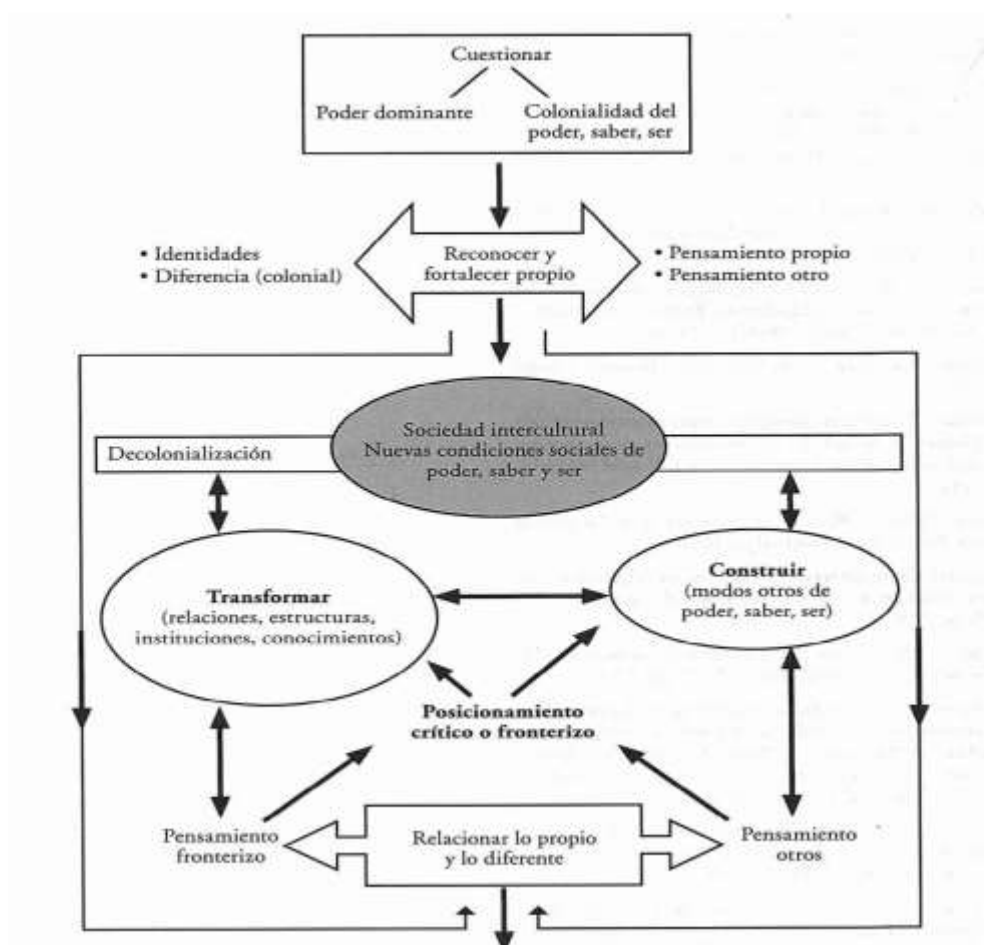 Cuestionar
Poder dominante
Colonialidad del
poder, saber, ser
• Identidades
• Diferencia (colonial)
Reconocer y
fortalecer propio
• Pensamiento propio
• Pensamiento otro
Sociedad intercultural
Nuevas condiciones sociales de
poder, saber y ser
Decolonialización
Transformar
(relaciones, estructuras,
instituciones, conocimientos)
Construir
(modos otros de
poder, saber, ser)
Posicionamiento
crítico o fronterizo
Pensamiento
fronterizo
Relacionar lo propio
y lo diferente
Pensamiento
otros